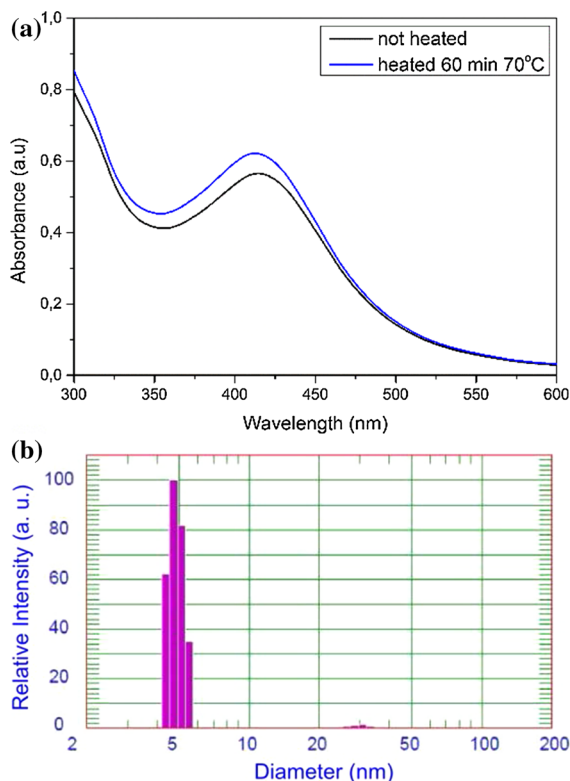 (a)
not heated
heated 60 min 70°C
Absorbance (a.u)
1,0
0,8
0,6
0,4
0,2
0,0
300 350 400 450 500 550 600
Wavelength (nm)
(b)
Relative Intensity (a. u.)
100
80
60
40
20
0
2 5 10 20 50 100 200
Diameter (nm)